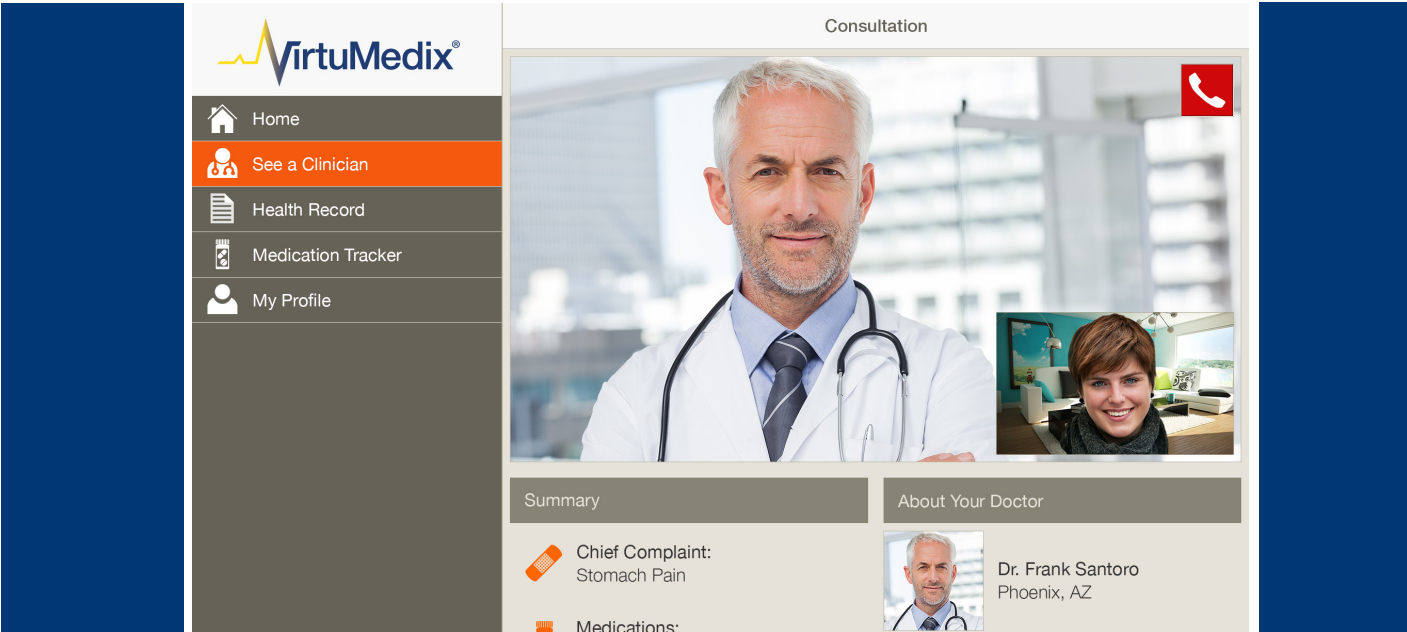 VirtuMedix®
Home
See a Clinician
Health Record
Medication Tracker
My Profile
Consultation
Summary
Chief Complaint:
Stomach Pain
Medications:
About Your Doctor
Dr. Frank Santoro
Phoenix, AZ